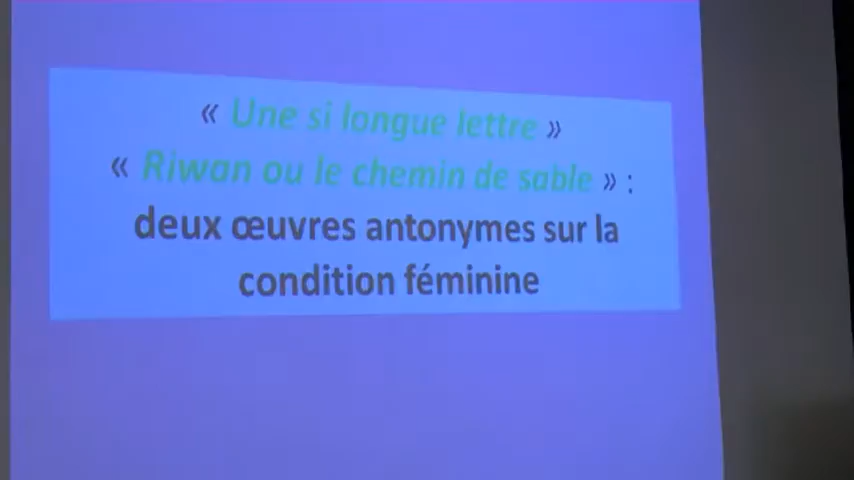 « Une si longue lettre »
« Riwan ou le chemin de sable » :
deux œuvres antonymes sur la
condition féminine